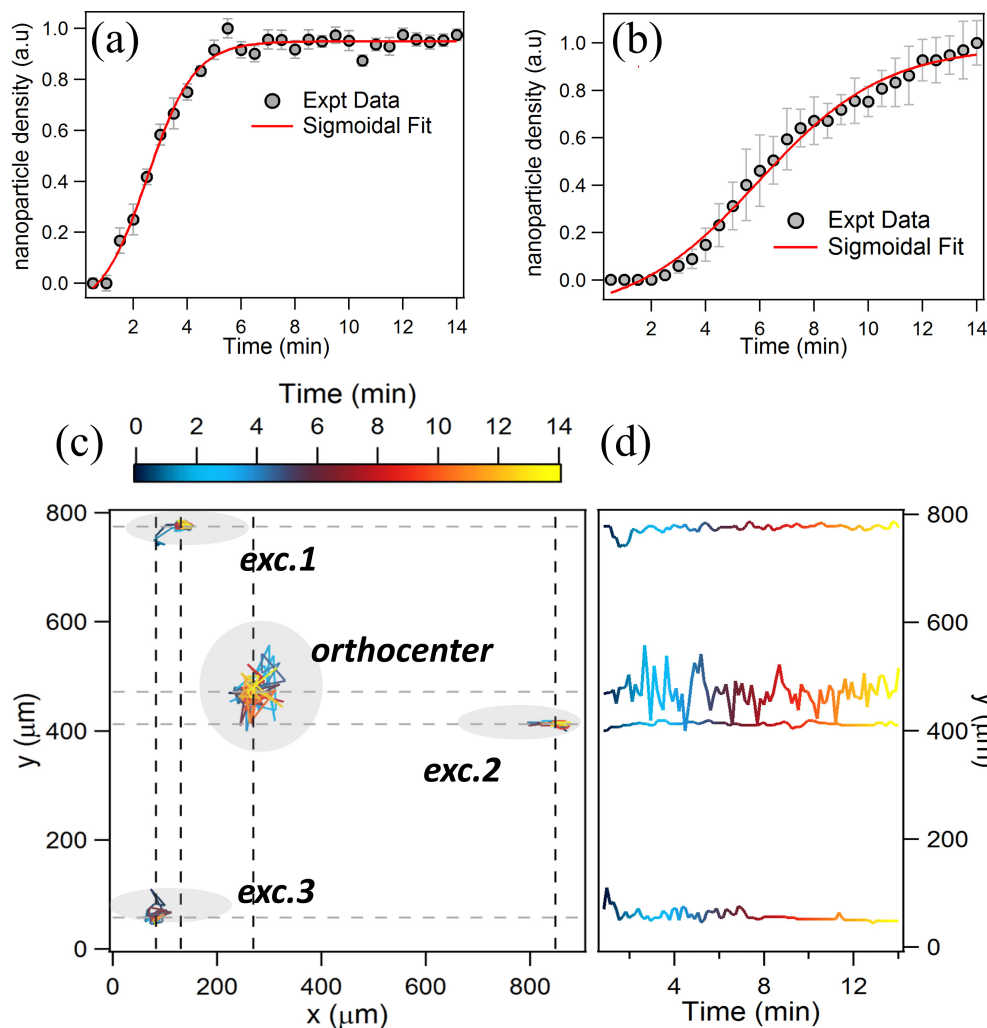 (a)
nanoparticle density (a.u)
1.0
0.8
0.6
0.4
0.2
0.0
Expt Data
Sigmoidal Fit
2 4 6 8 10 12 14
Time (min)
(b)
nanoparticle density (a.u)
1.0
0.8
0.6
0.4
0.2
0.0
Expt Data
Sigmoidal Fit
2 4 6 8 10 12 14
Time (min)
(c)
Time (min)
0 2 4 6 8 10 12 14
y (μm)
800
600
400
200
0
exc.1
orthocenter
exc.2
exc.3
0 200 400 600 800
x (μm)
(d)
800
600
400
200
0
y (μm)
4 8 12
Time (min)